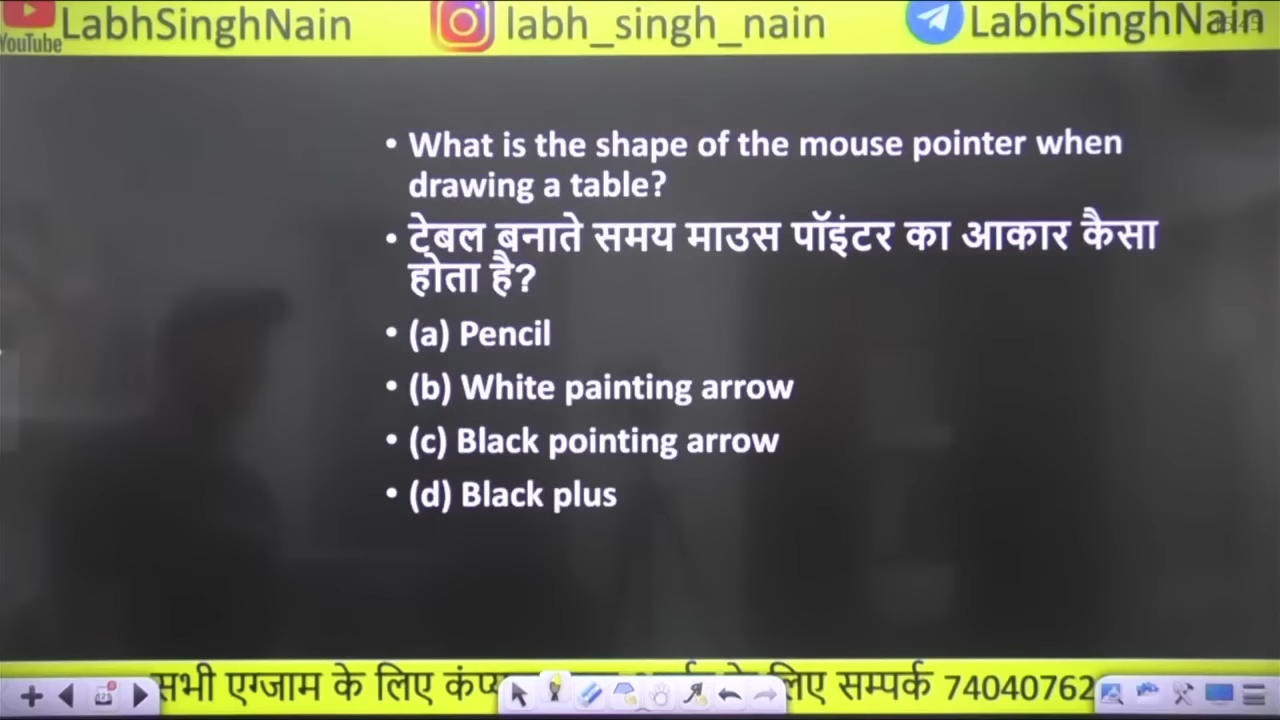 YouTube LabhSinghNain labh_singh_nain LabhSinghNain
• What is the shape of the mouse pointer when
drawing a table?
• टेबल बनाते समय माउस पॉइंटर का आकार कैसा
होता है?
• (a) Pencil
• (b) White painting arrow
• (c) Black pointing arrow
• (d) Black plus
सभी एग्जाम के लिए लिए सम्पर्क 74040762